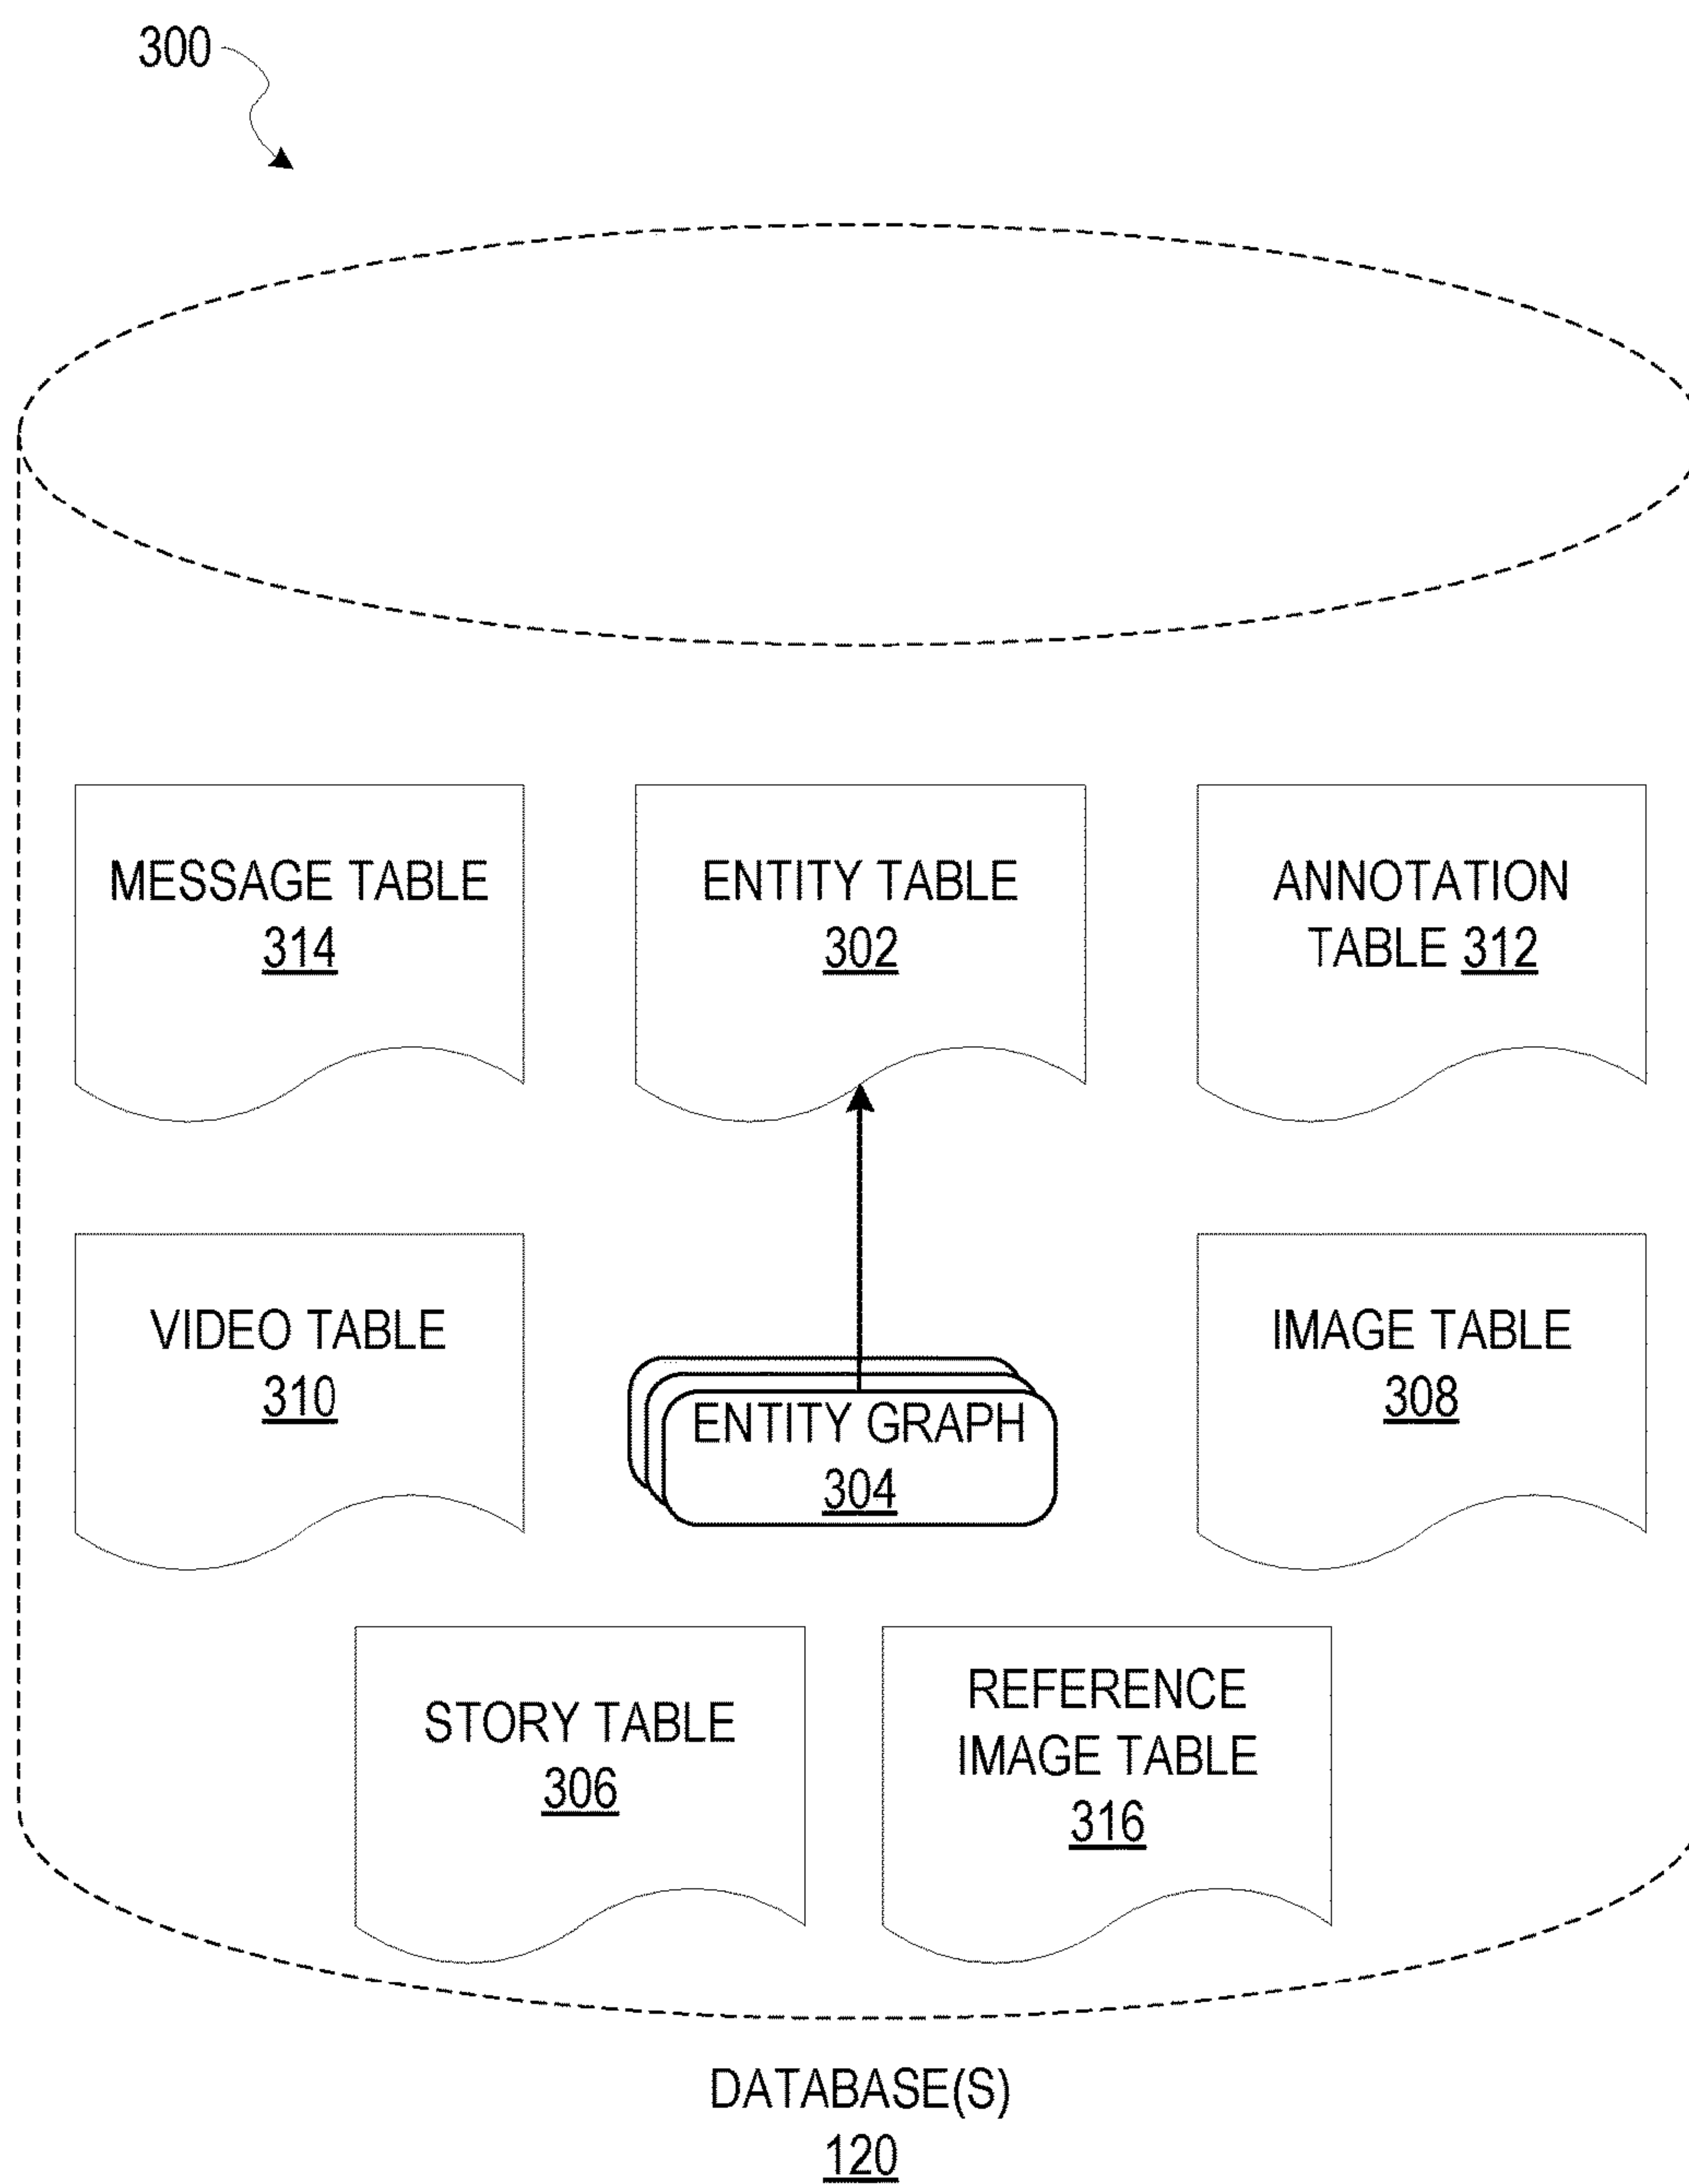 300
MESSAGE TABLE
314
ENTITY TABLE
302
ANNOTATION
TABLE 312
VIDEO TABLE
310
ENTITY GRAPH
304
IMAGE TABLE
308
STORY TABLE
306
REFERENCE
IMAGE TABLE
316
DATABASE(S)
120